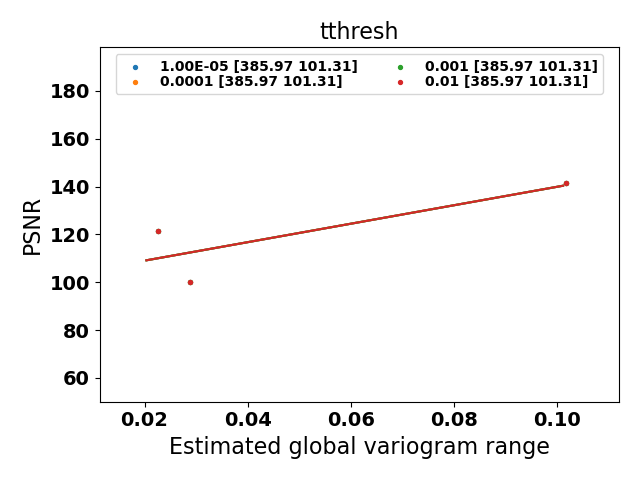 tthresh
1.00E-05 [385.97 101.31]
0.0001 [385.97 101.31]
0.001 [385.97 101.31]
0.01 [385.97 101.31]
180
160
140
120
100
80
60
PSNR
0.02 0.04 0.06 0.08 0.10
Estimated global variogram range